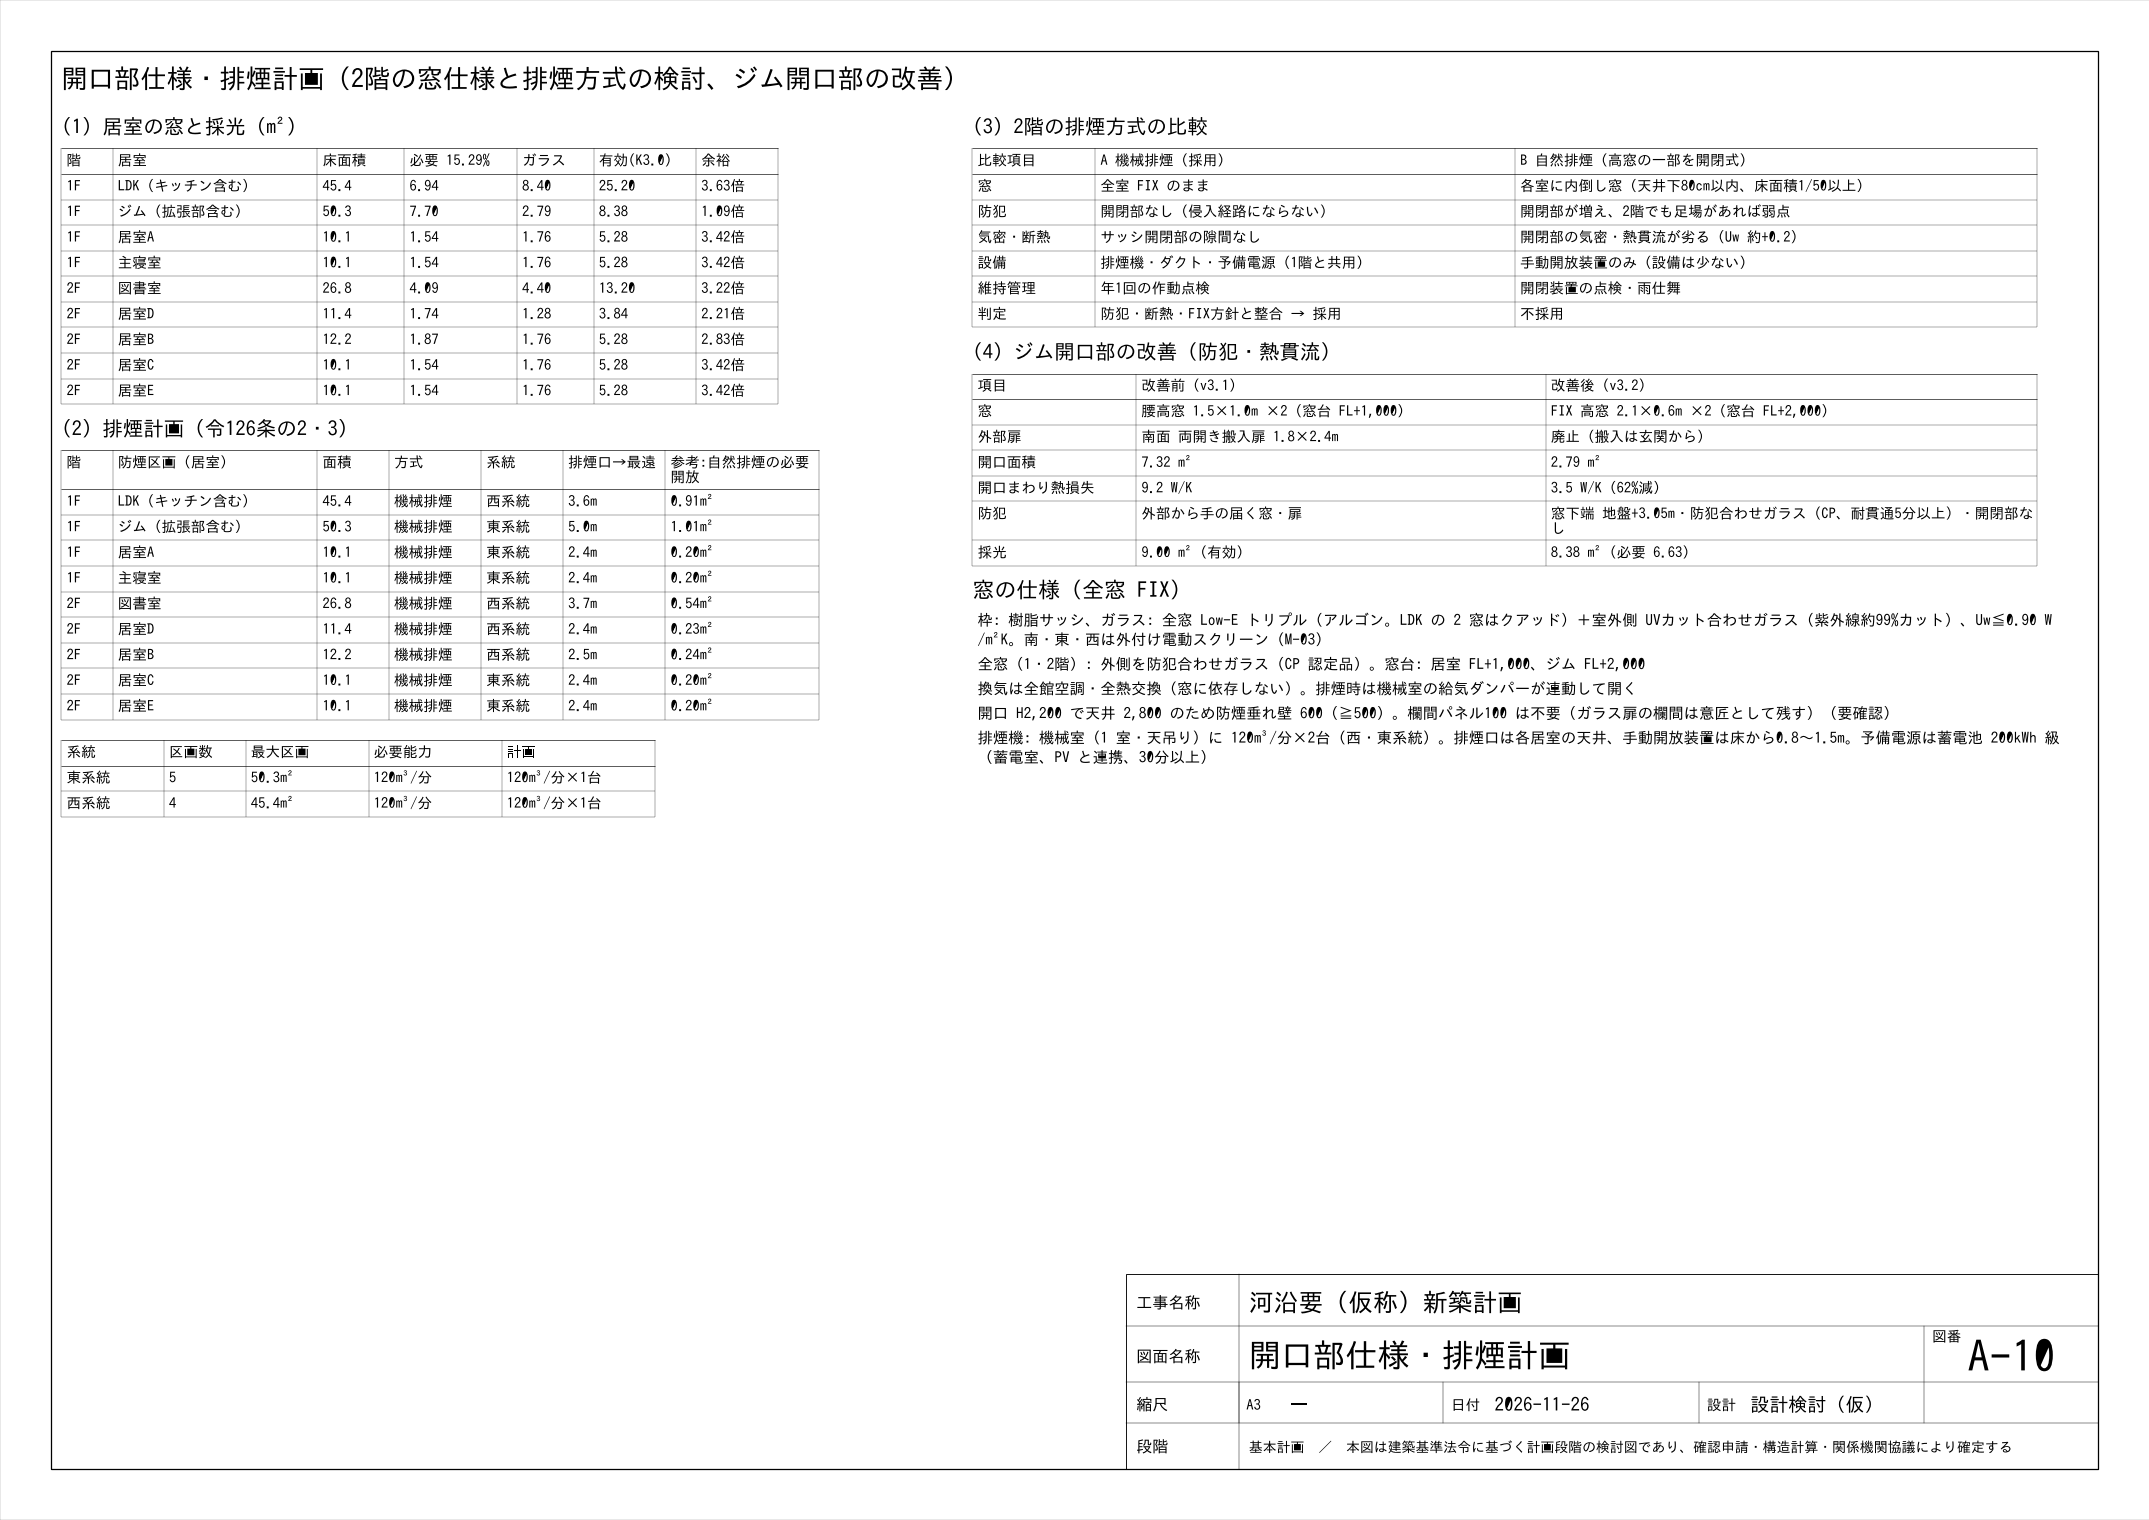 開口部仕様・排煙計画（2階の窓仕様と排煙方式の検討、ジム開口部の改善）
（1）居室の窓と採光（m²）
階 居室 床面積 必要 15.29% ガラス 有効(K3.0) 余裕
1F LDK（キッチン含む） 45.4 6.94 8.40 25.20 3.63倍
1F ジム（拡張部含む） 50.3 7.70 2.79 8.38 1.09倍
1F 居室A 10.1 1.54 1.76 5.28 3.42倍
1F 主寝室 10.1 1.54 1.76 5.28 3.42倍
2F 図書室 26.8 4.09 4.40 13.20 3.22倍
2F 居室D 11.4 1.74 1.28 3.84 2.21倍
2F 居室B 12.2 1.87 1.76 5.28 2.83倍
2F 居室C 10.1 1.54 1.76 5.28 3.42倍
2F 居室E 10.1 1.54 1.76 5.28 3.42倍
（2）排煙計画（令126条の2・3）
階 防煙区画（居室） 面積 方式 系統 排煙口→最遠 参考:自然排煙の必要
開放
1F LDK（キッチン含む） 45.4 機械排煙 西系統 3.6m 0.91m²
1F ジム（拡張部含む） 50.3 機械排煙 東系統 5.0m 1.01m²
1F 居室A 10.1 機械排煙 東系統 2.4m 0.20m²
1F 主寝室 10.1 機械排煙 東系統 2.4m 0.20m²
2F 図書室 26.8 機械排煙 西系統 3.7m 0.54m²
2F 居室D 11.4 機械排煙 西系統 2.4m 0.23m²
2F 居室B 12.2 機械排煙 西系統 2.5m 0.24m²
2F 居室C 10.1 機械排煙 東系統 2.4m 0.20m²
2F 居室E 10.1 機械排煙 東系統 2.4m 0.20m²
系統 区画数 最大区画 必要能力 計画
東系統 5 50.3m² 120m³/分 120m³/分×1台
西系統 4 45.4m² 120m³/分 120m³/分×1台
（3）2階の排煙方式の比較
比較項目 A 機械排煙（採用） B 自然排煙（高窓の一部を開閉式）
窓 全室 FIX のまま 各室に内倒し窓（天井下80cm以内、床面積1/50以上）
防犯 開閉部なし（侵入経路にならない） 開閉部が増え、2階でも足場があれば弱点
気密・断熱 サッシ開閉部の隙間なし 開閉部の気密・熱貫流が劣る（Uw 約+0.2）
設備 排煙機・ダクト・予備電源（1階と共用） 手動開放装置のみ（設備は少ない）
維持管理 年1回の作動点検 開閉装置の点検・雨仕舞
判定 防犯・断熱・FIX方針と整合 → 採用 不採用
（4）ジム開口部の改善（防犯・熱貫流）
項目 改善前（v3.1） 改善後（v3.2）
窓 腰高窓 1.5×1.0m ×2（窓台 FL+1,000） FIX 高窓 2.1×0.6m ×2（窓台 FL+2,000）
外部扉 南面 両開き搬入扉 1.8×2.4m 廃止（搬入は玄関から）
開口面積 7.32 m² 2.79 m²
開口まわり熱損失 9.2 W/K 3.5 W/K（62%減）
防犯 外部から手の届く窓・扉 窓下端 地盤+3.05m・防犯合わせガラス（CP、耐貫通5分以上）・開閉部な
し
採光 9.00 m²（有効） 8.38 m²（必要 6.63）
窓の仕様（全窓 FIX）
枠: 樹脂サッシ、ガラス: 全窓 Low-E トリプル（アルゴン。LDK の 2 窓はクアッド）＋室外側 UVカット合わせガラス（紫外線約99%カット）、Uw≦0.90 W
/m²K。南・東・西は外付け電動スクリーン（M-03）
全窓（1・2階）: 外側を防犯合わせガラス（CP 認定品）。窓台: 居室 FL+1,000、ジム FL+2,000
換気は全館空調・全熱交換（窓に依存しない）。排煙時は機械室の給気ダンパーが連動して開く
開口 H2,200 で天井 2,800 のため防煙垂れ壁 600（≧500）。欄間パネル100 は不要（ガラス扉の欄間は意匠として残す）（要確認）
排煙機: 機械室（1 室・天吊り）に 120m³/分×2台（西・東系統）。排煙口は各居室の天井、手動開放装置は床から0.8～1.5m。予備電源は蓄電池 200kWh 級
（蓄電室、PV と連携、30分以上）
工事名称 河沿要（仮称）新築計画
図面名称 開口部仕様・排煙計画 図番 A-10
縮尺 A3 — 日付 2026-11-26 設計 設計検討（仮）
段階 基本計画 ／ 本図は建築基準法令に基づく計画段階の検討図であり、確認申請・構造計算・関係機関協議により確定する